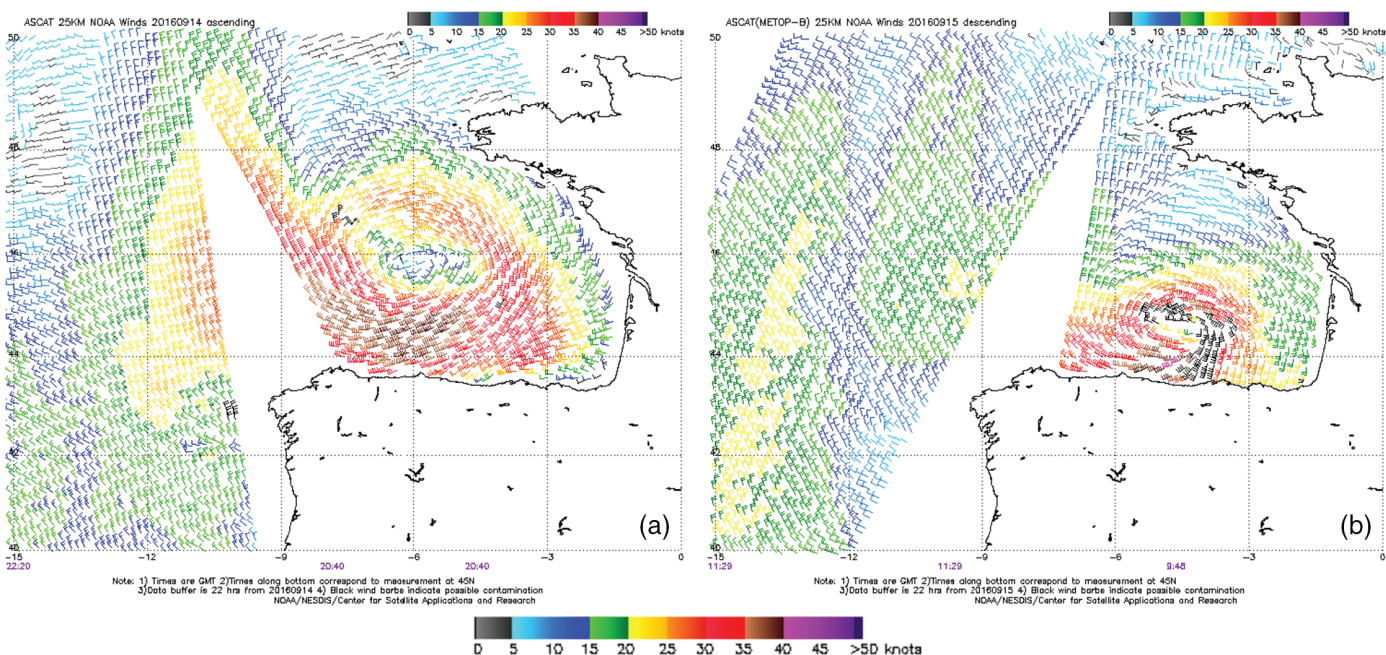 ASCAT 25KM NOAA Winds 20160914 ascending
0 5 10 15 20 25 30 35 40 45 >50 knots
50
48
46
44
42
40
-15 -12 -9 -6 -3 0
22:20 20:40 20:40
(a)
Note: 1) Times are GMT 2)Times along bottom correspond to measurement at 45N
3)Data buffer is 22 hrs from 20160914 4) Black wind barbs indicate possible contamination
NOAA/NESDIS/Center for Satellite Applications and Research
ASCAT(METOP-B) 25KM NOAA Winds 20160915 descending
0 5 10 15 20 25 30 35 40 45 >50 knots
50
48
46
44
42
40
-15 -12 -9 -6 -3 0
11:29 11:29 9:48
(b)
Note: 1) Times are GMT 2)Times along bottom correspond to measurement at 45N
3)Data buffer is 22 hrs from 20160915 4) Black wind barbs indicate possible contamination
NOAA/NESDIS/Center for Satellite Applications and Research
0 5 10 15 20 25 30 35 40 45 >50 knots